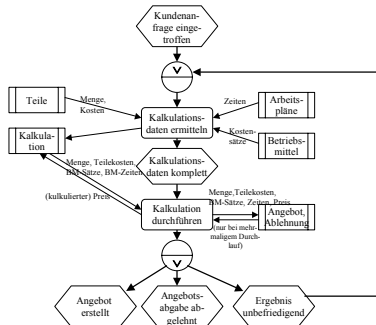 Kundenan-
frage einge-
troffen
V
Teile
Menge,
Kosten
Zeiten
Arbeits-
pläne
Kalkulations-
daten ermitteln
Kosten-
sätze
Betriebs-
mittel
Kalkula-
tion
Kalkulations-
daten komplett
Menge, Teilekosten,
BM-Sätze, BM-Zeiten
(kulkulierter) Preis
Kalkulation
durchführen
Menge,Teilekosten,
BM-Sätze, Zeiten, Preis
Angebot,
Ablehnung
(nur bei mehr-
maligem Durch-
lauf)
V
Angebot
erstellt
Angebots-
abgabe ab-
gelehnt
Ergebnis
unbefriedigend